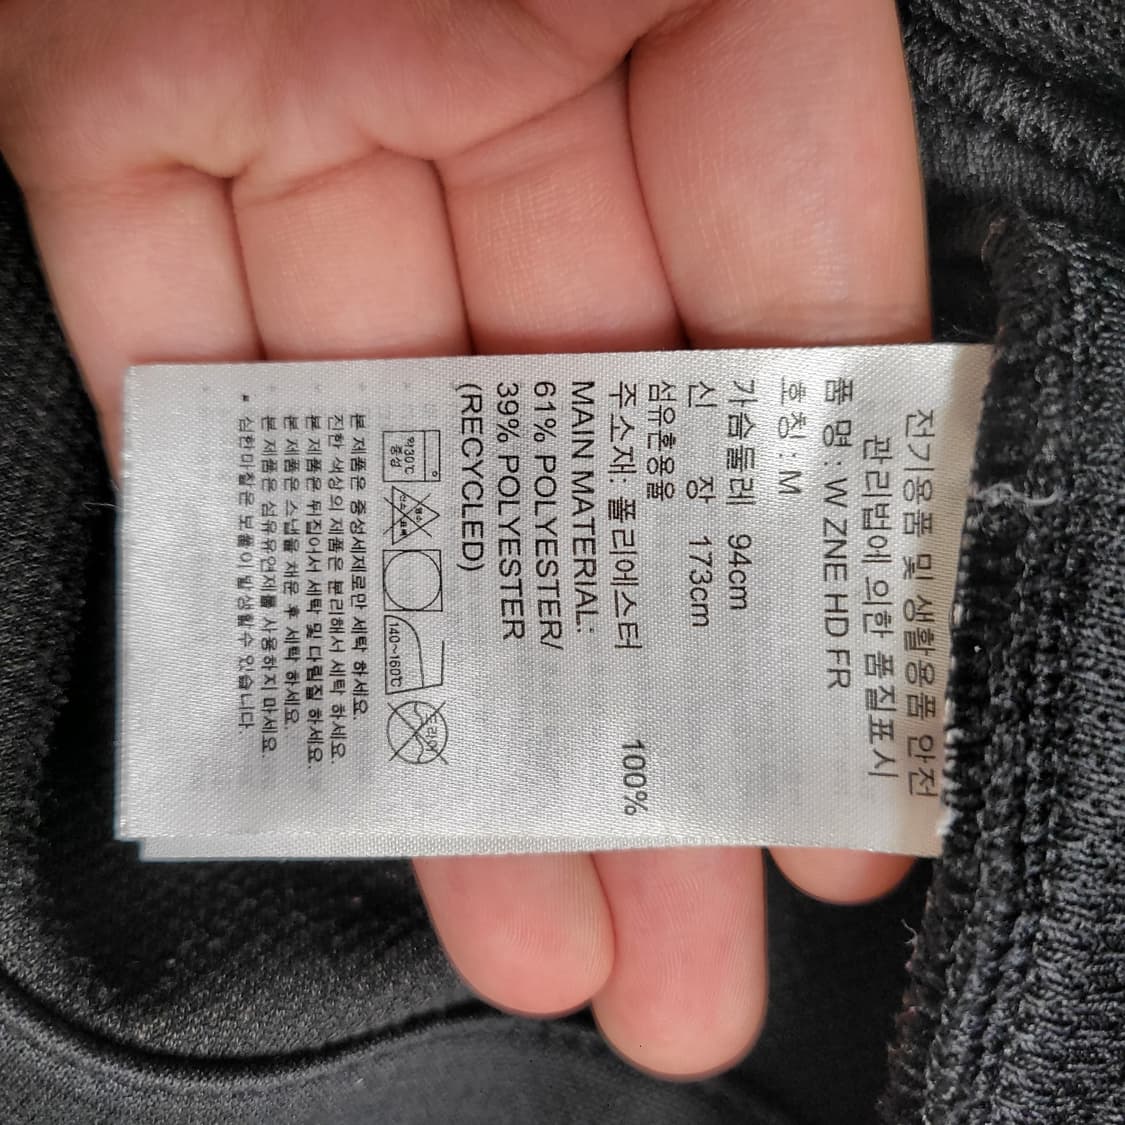 전기용품 및 생활용품 안전
관리법에 의한 품질표시
품 명 : W ZNE HD FR
호칭 : M
가슴둘레 94cm
신 장 173cm
섬유혼용율
주소재: 폴리에스터 100%
MAIN MATERIAL:
61% POLYESTER/
39% POLYESTER
(RECYCLED)
약30℃
중성
140~160℃
드라이
본 제품은 중성세제로만 세탁 하세요.
진한 색상의 제품은 분리해서 세탁 하세요.
본 제품은 뒤집어서 세탁 및 다림질 하세요.
본 제품은 스냅을 채운 후 세탁 하세요.
본 제품은 섬유유연제를 사용하지 마세요.
* 심한마찰은 보풀이 발생할수 있습니다.